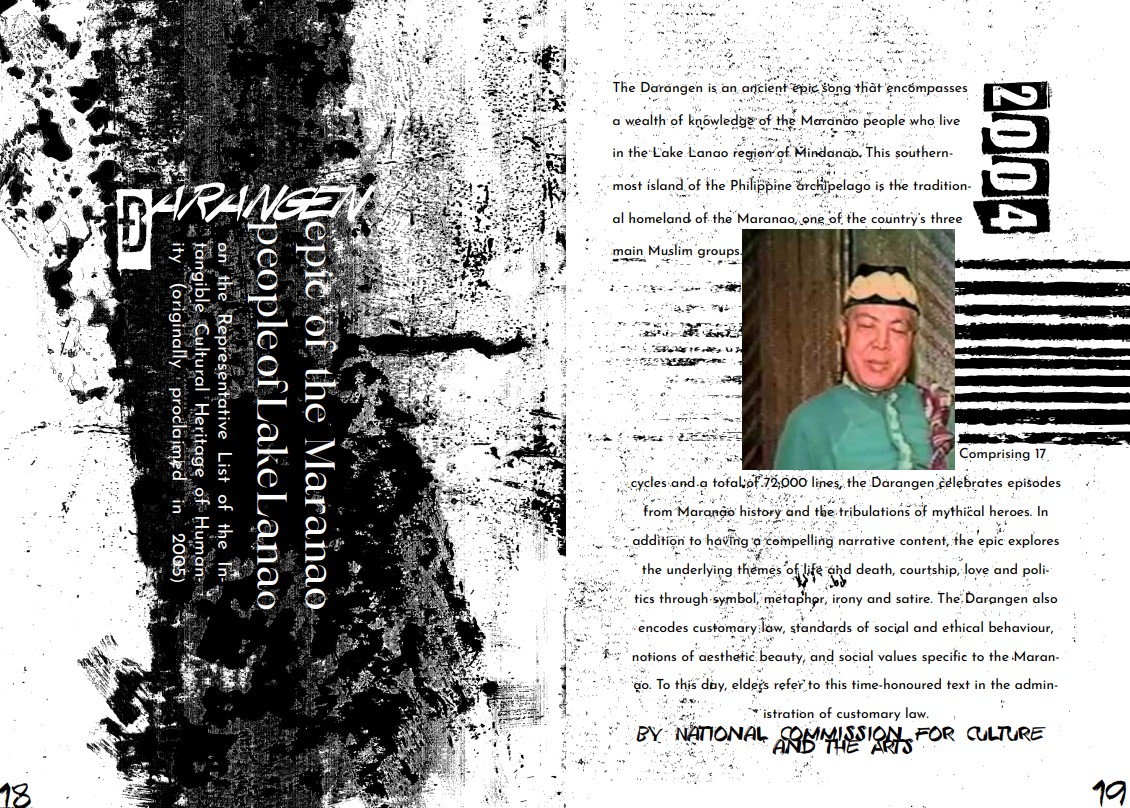 DARANGEN
epic of the Maranao
people of Lake Lanao
on the Representative List of the In-
tangible Cultural Heritage of Human-
ity (originally proclaimed in 2005)
18
2004
The Darangen is an ancient epic song that encompasses
a wealth of knowledge of the Maranao people who live
in the Lake Lanao region of Mindanao. This southern-
most island of the Philippine archipelago is the tradition-
al homeland of the Maranao, one of the country's three
main Muslim groups.
Comprising 17
cycles and a total of 72,000 lines, the Darangen celebrates episodes
from Maranao history and the tribulations of mythical heroes. In
addition to having a compelling narrative content, the epic explores
the underlying themes of life and death, courtship, love and poli-
tics through symbol, metaphor, irony and satire. The Darangen also
encodes customary law, standards of social and ethical behaviour,
notions of aesthetic beauty, and social values specific to the Maran-
ao. To this day, elders refer to this time-honoured text in the admin-
istration of customary law.
BY NATIONAL COMMISSION FOR CULTURE
AND THE ARTS
19